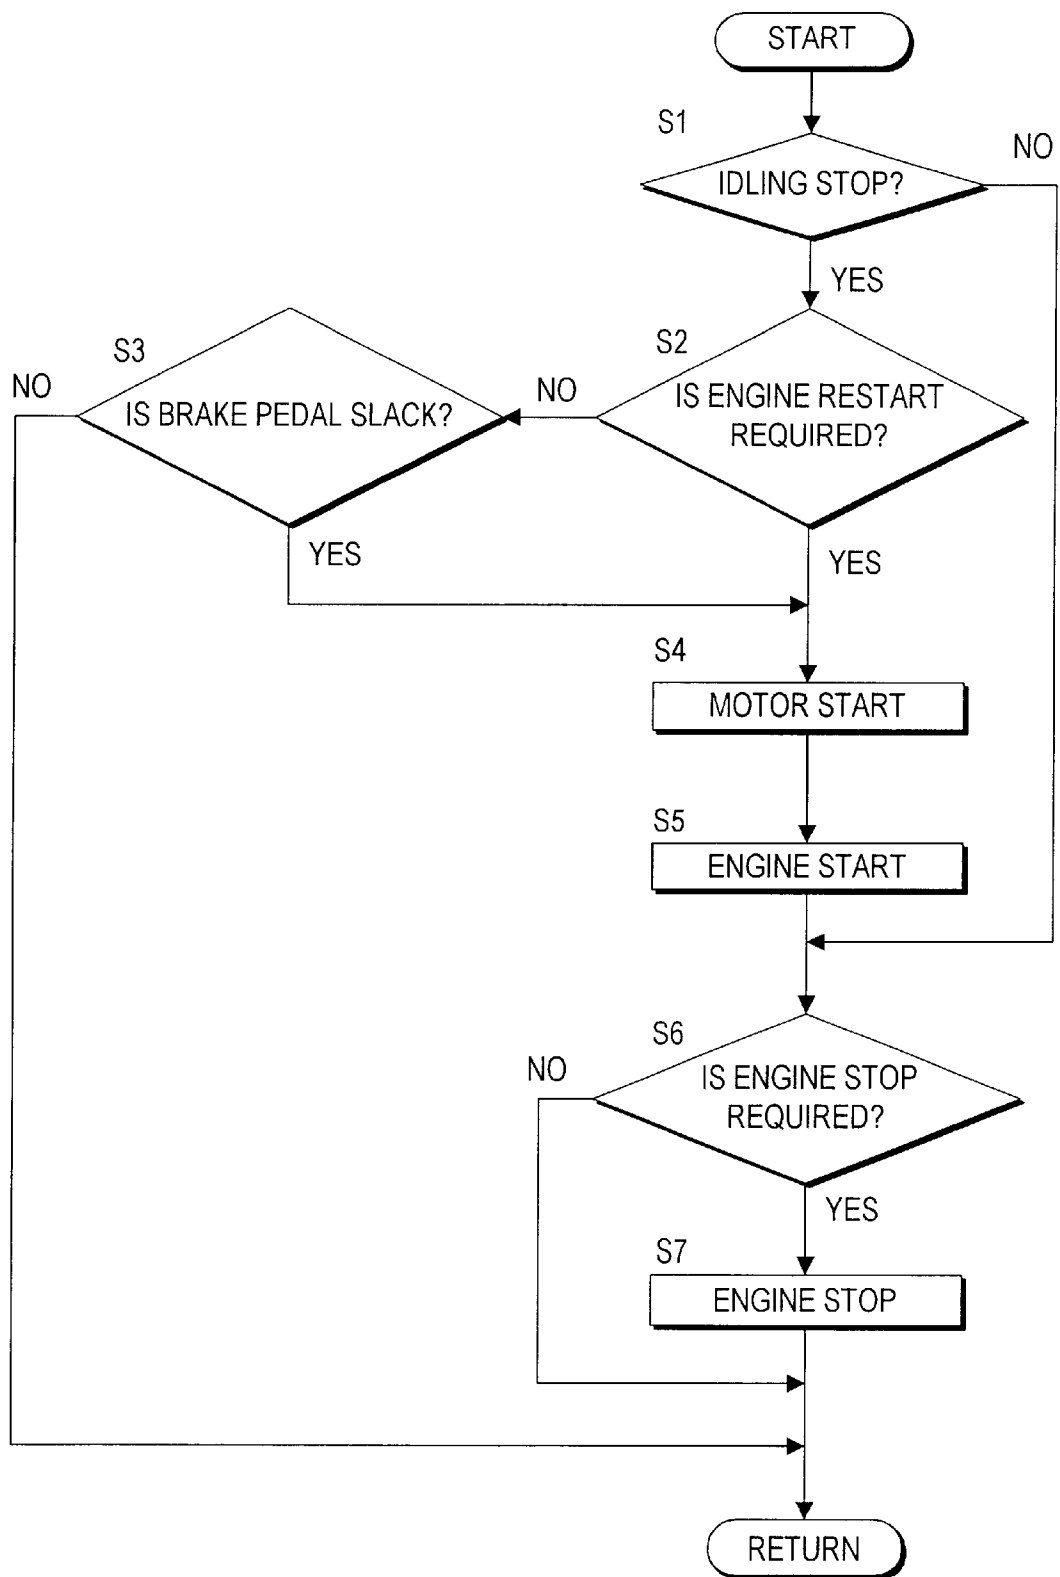 START
S1
NO
IDLING STOP?
YES
S3
S2
NO
NO
IS BRAKE PEDAL SLACK?
IS ENGINE RESTART
REQUIRED?
YES
YES
S4
MOTOR START
S5
ENGINE START
S6
NO
IS ENGINE STOP
REQUIRED?
YES
S7
ENGINE STOP
RETURN